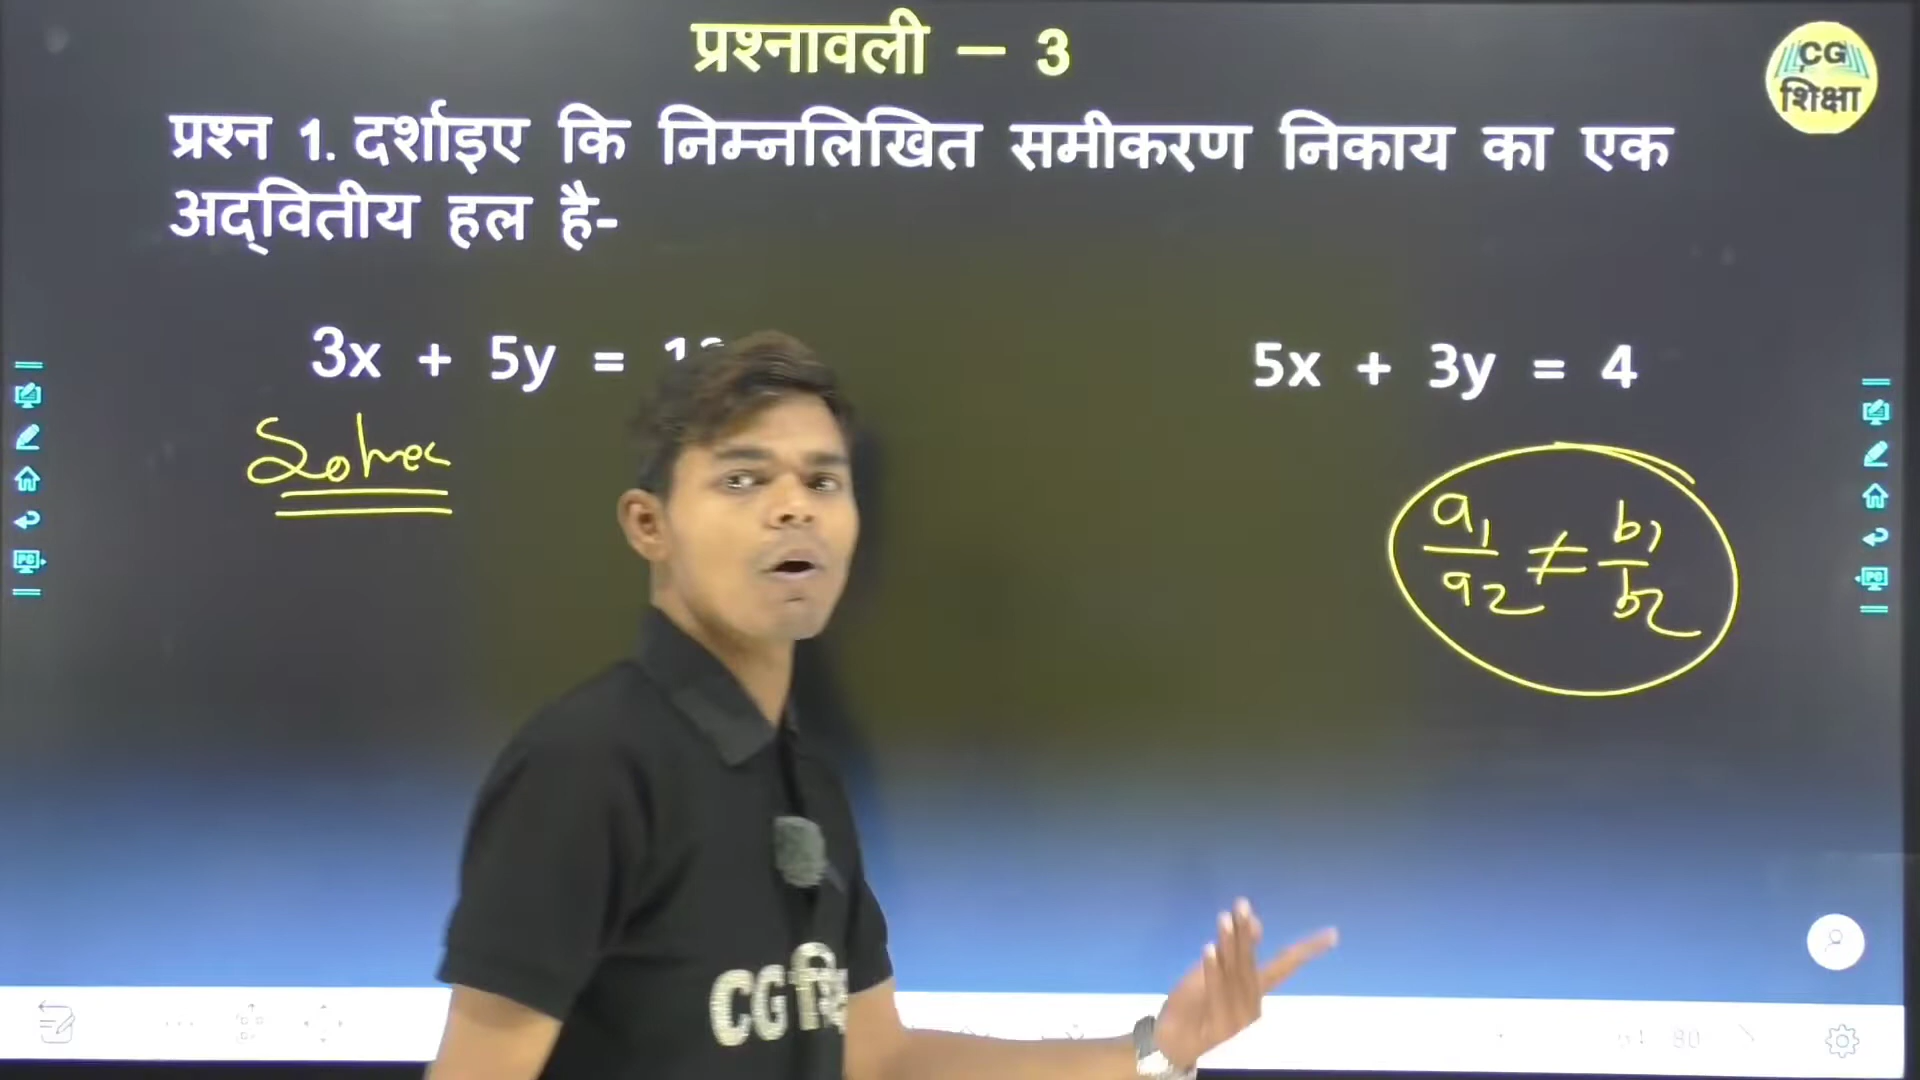 प्रश्नावली – 3
CG
शिक्षा
प्रश्न 1. दर्शाइए कि निम्नलिखित समीकरण निकाय का एक
अद्वितीय हल है-
3x + 5y =
5x + 3y = 4
a1/a2 ≠ b1/b2
CG
80